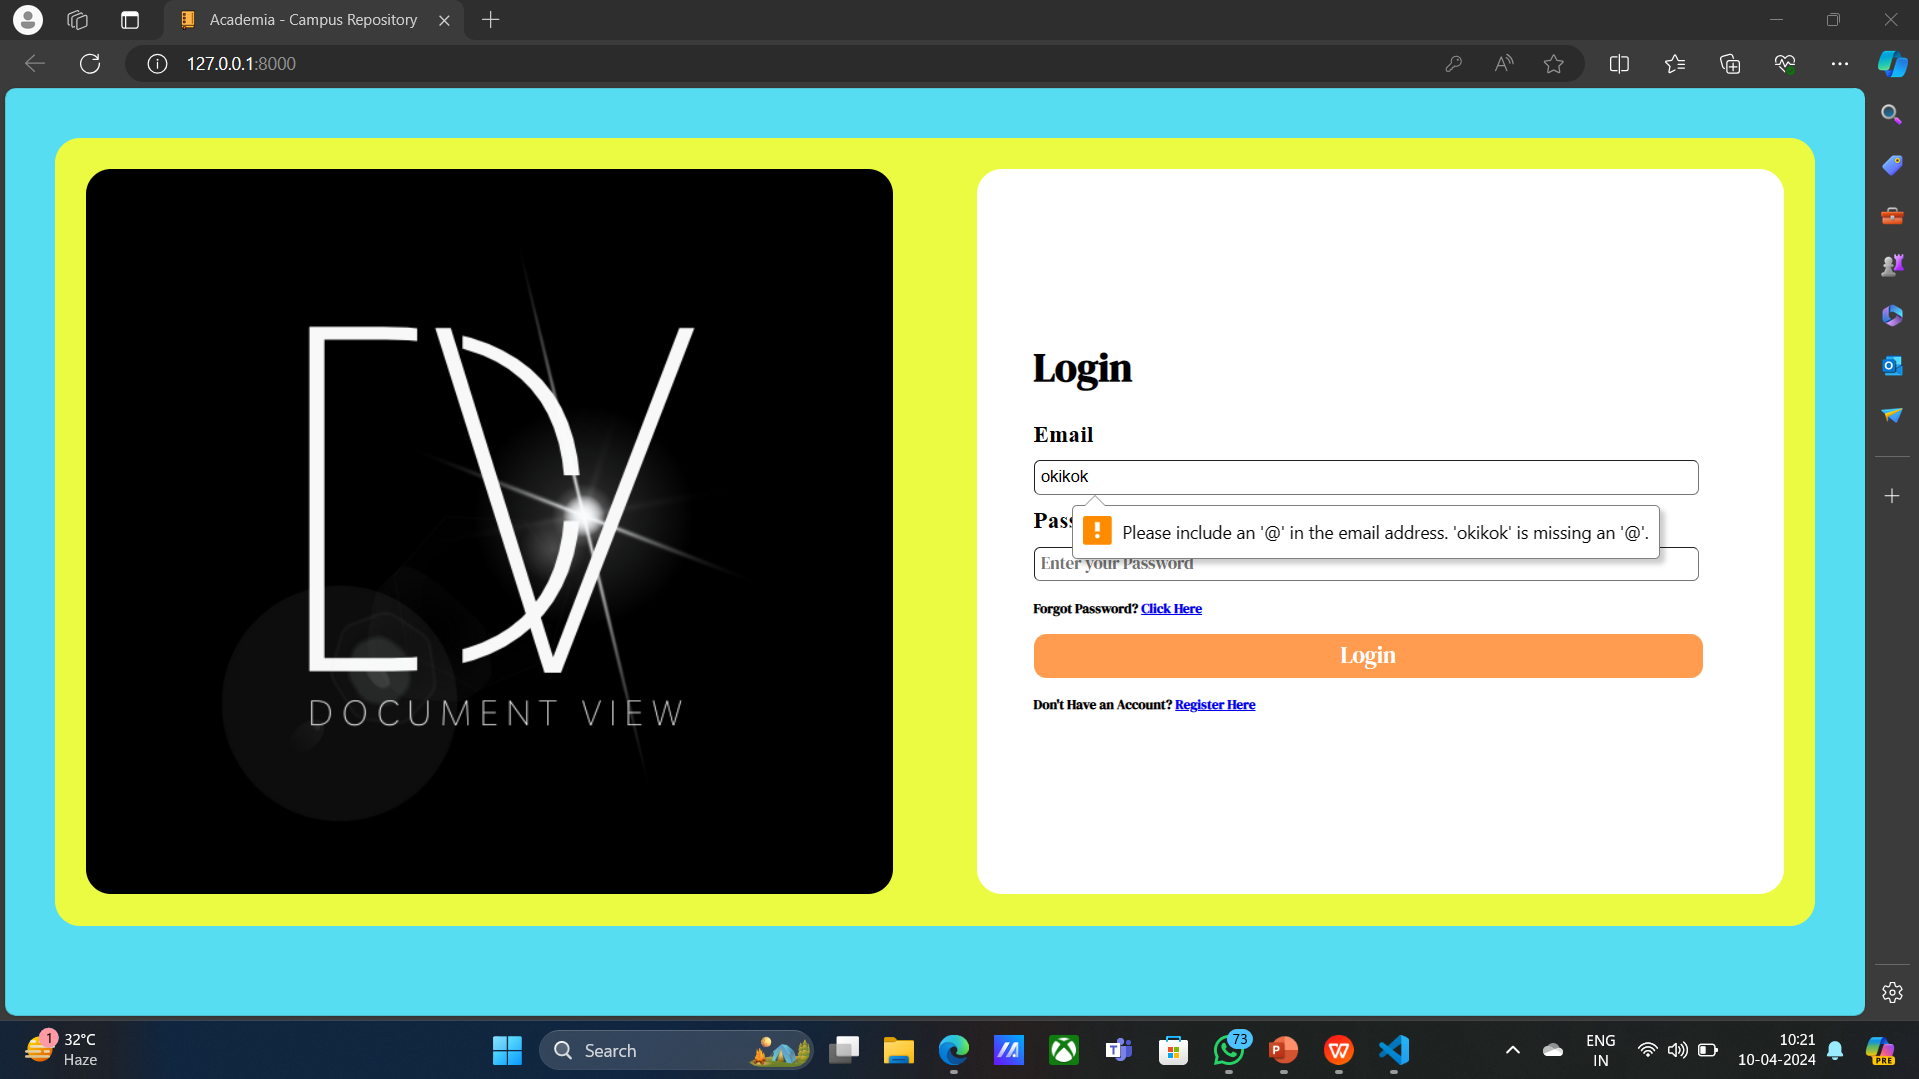 Academia - Campus Repository
127.0.0.1:8000
DV
DOCUMENT VIEW
Login
Email
okikok
Pass
Please include an '@' in the email address. 'okikok' is missing an '@'.
Enter your Password
Forgot Password? Click Here
Login
Don't Have an Account? Register Here
1
32°C
Haze
Search
73
ENG
IN
10:21
10-04-2024
PRE